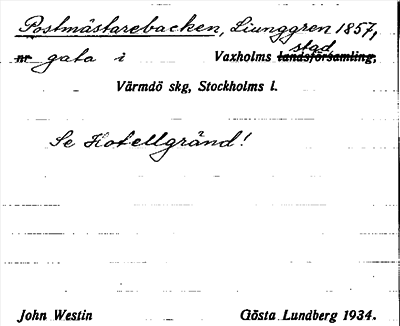 Postmästarebacken, Liunggren 1857,
nr gata i Vaxholms landsförsamling, stad
Värmdö skg, Stockholms l.
Se Hotellgränd!
John Westin Gösta Lundberg 1934.